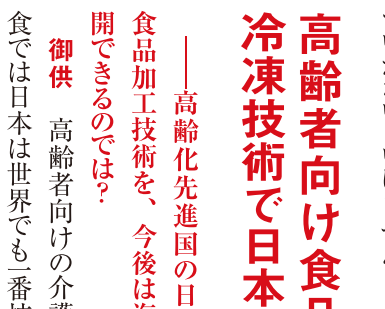 高齢者向け食品
冷凍技術で日本
──高齢化先進国の日
食品加工技術を、今後は海
開できるのでは？
御供　高齢者向けの介護
食では日本は世界でも一番